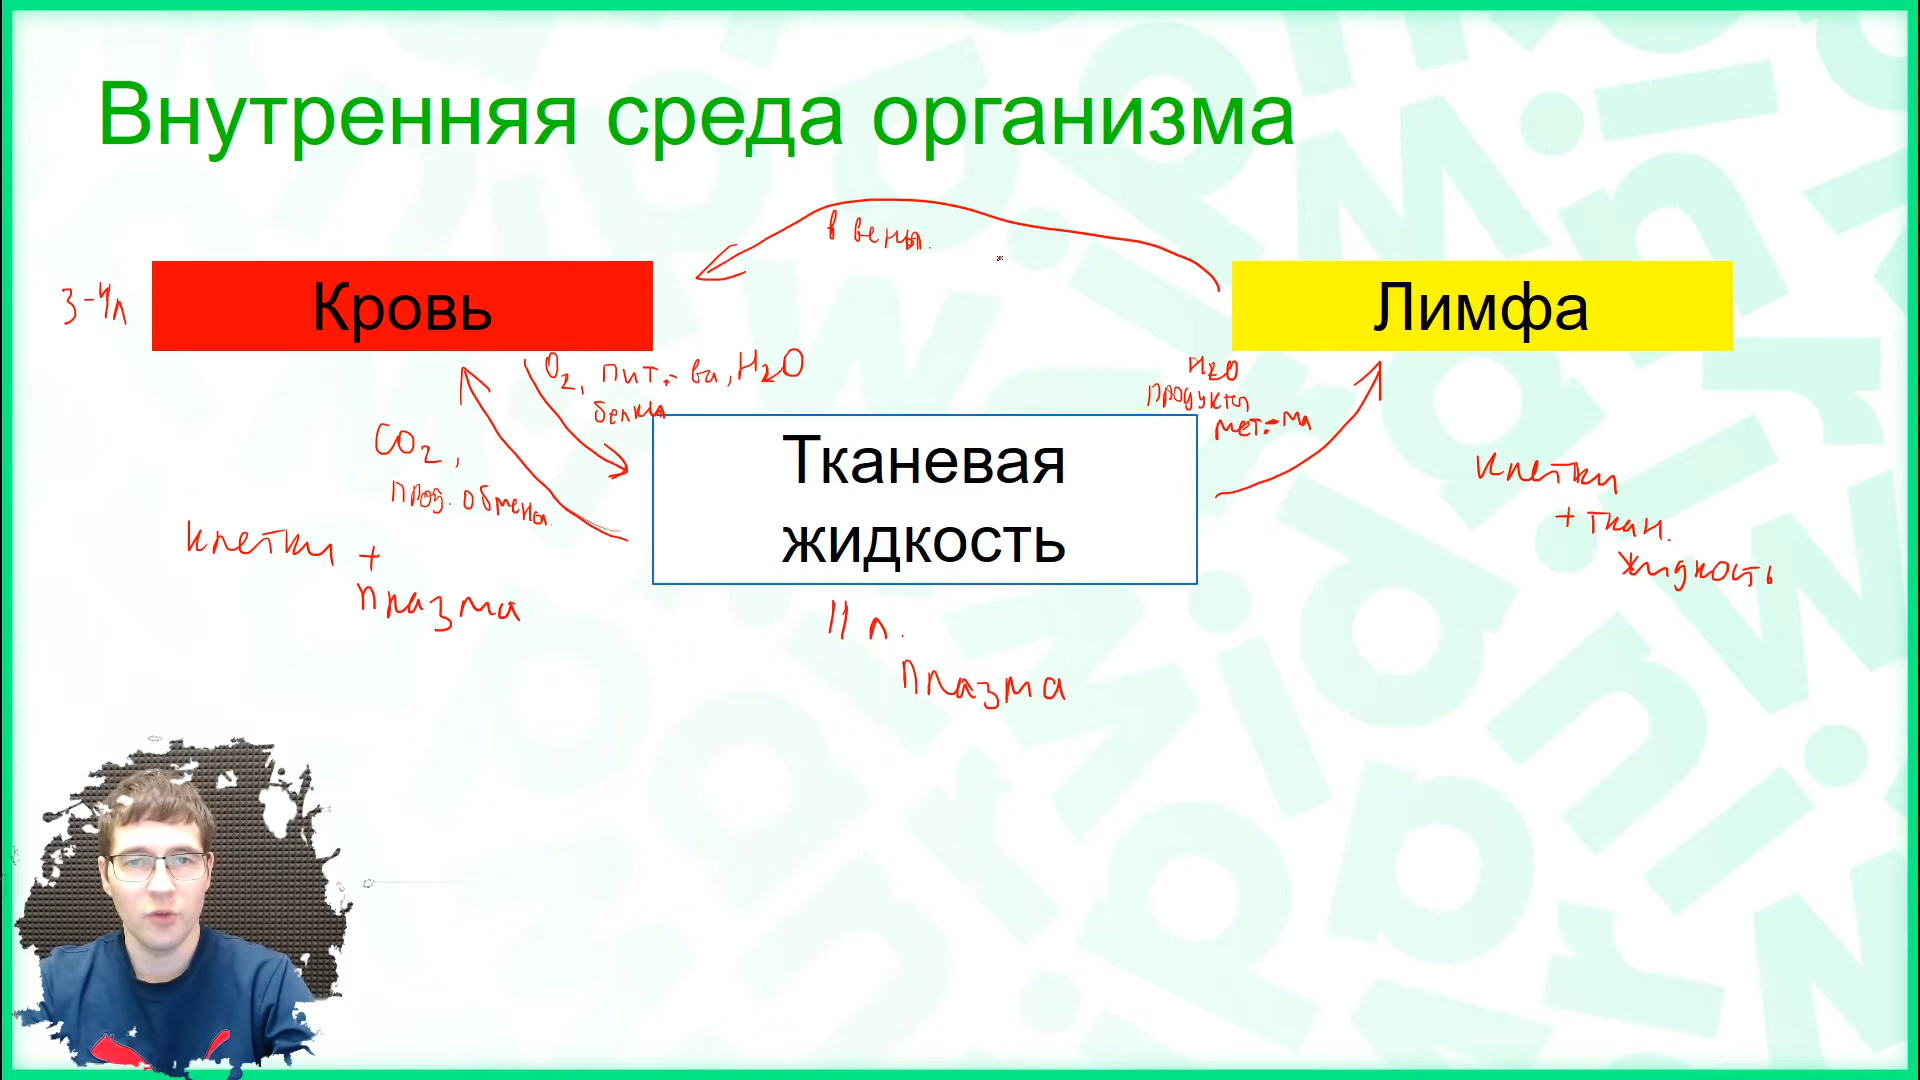 Внутренняя среда организма
в вены.
3-4л
Кровь
Лимфа
O2, пит.-ва, H2O
белки
H2O
продукты
мет.-ма
CO2,
прод. обмена
Тканевая
жидкость
клетки +
плазма
клетки
+ ткан.
жидкость
11 л.
плазма